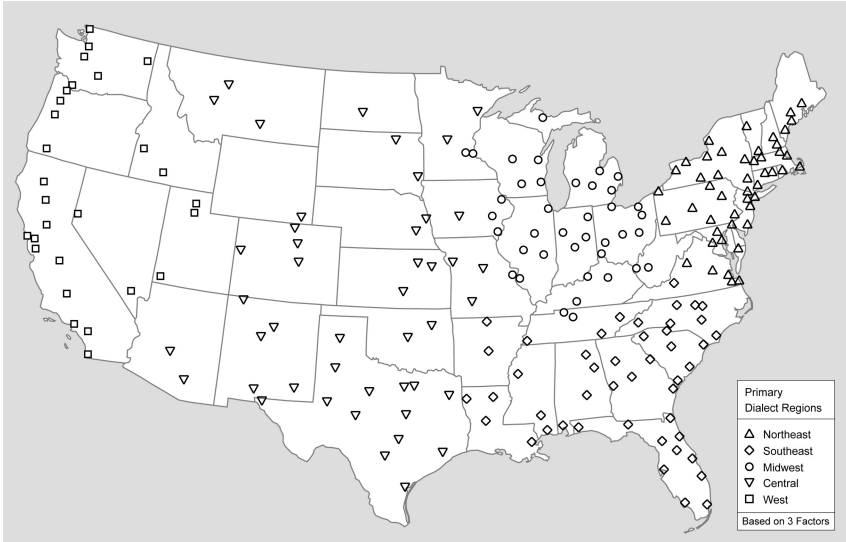 Primary
Dialect Regions
Northeast
Southeast
Midwest
Central
West
Based on 3 Factors